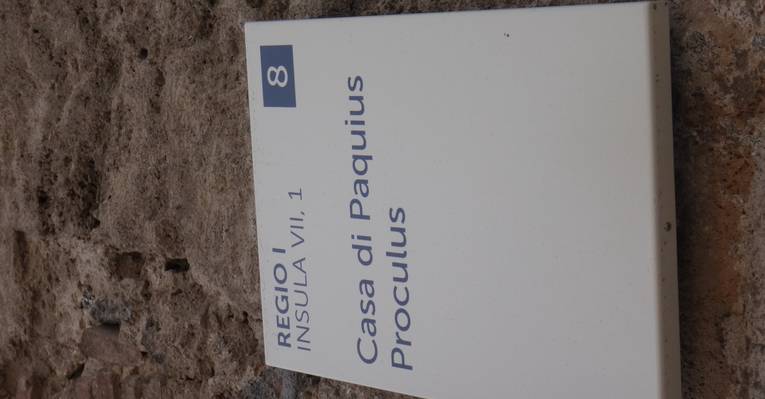 REGIO I
INSULA VII, 1
8
Casa di Paquius
Proculus